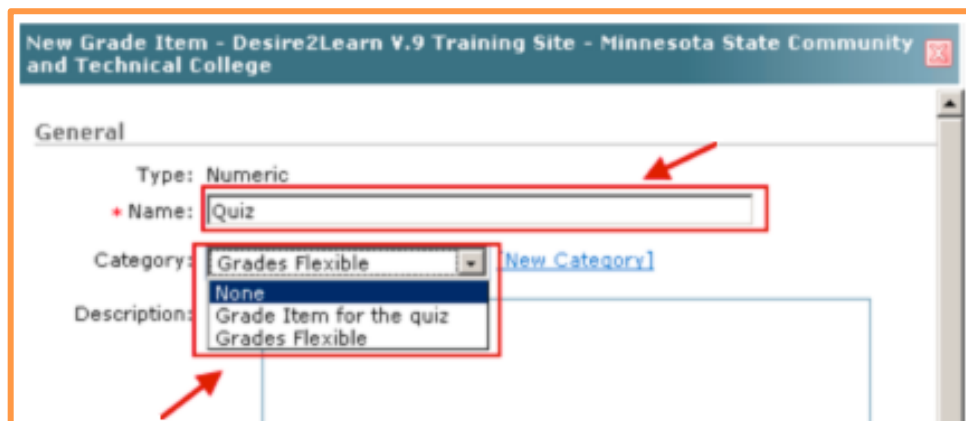 New Grade Item - Desire2Learn V.9 Training Site - Minnesota State Community
and Technical College
General
Type: Numeric
* Name: Quiz
Category: Grades Flexible [New Category]
None
Description: Grade Item for the quiz
Grades Flexible